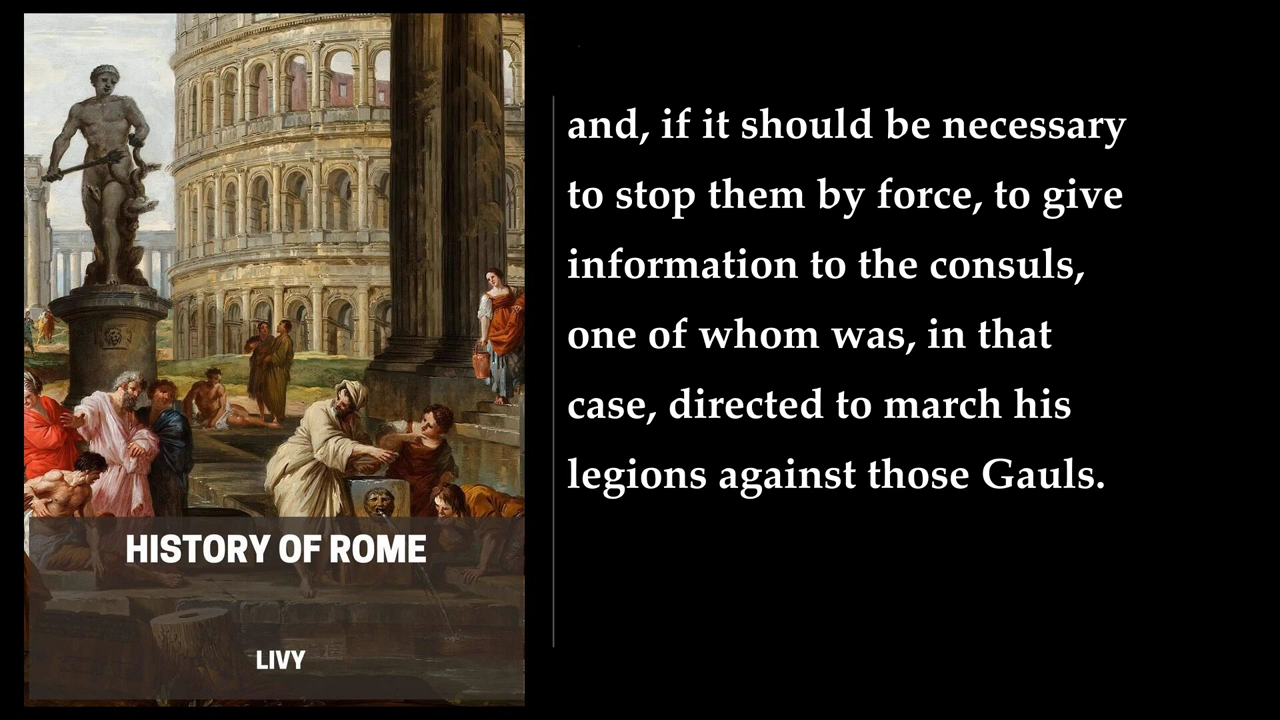 HISTORY OF ROME
LIVY
and, if it should be necessary
to stop them by force, to give
information to the consuls,
one of whom was, in that
case, directed to march his
legions against those Gauls.